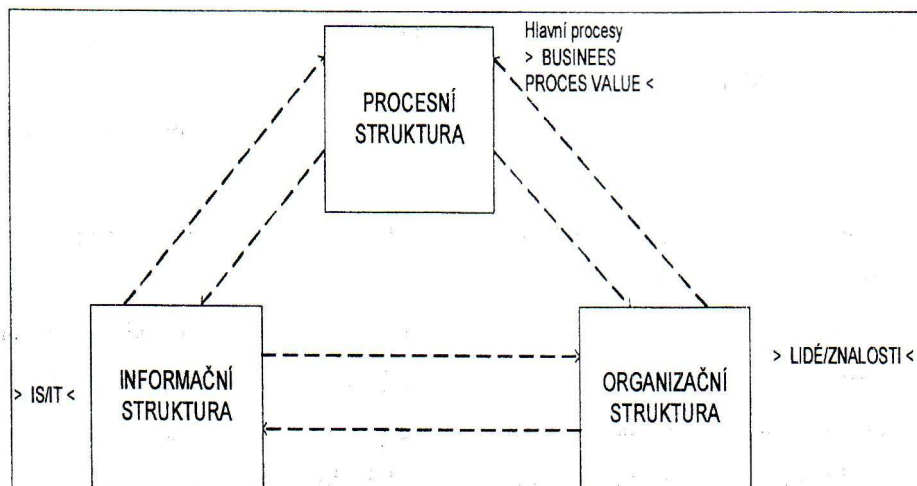 Hlavní procesy
> BUSINEES
PROCES VALUE <
PROCESNÍ
STRUKTURA
> IS/IT <
INFORMAČNÍ
STRUKTURA
ORGANIZAČNÍ
STRUKTURA
> LIDÉ/ZNALOSTI <